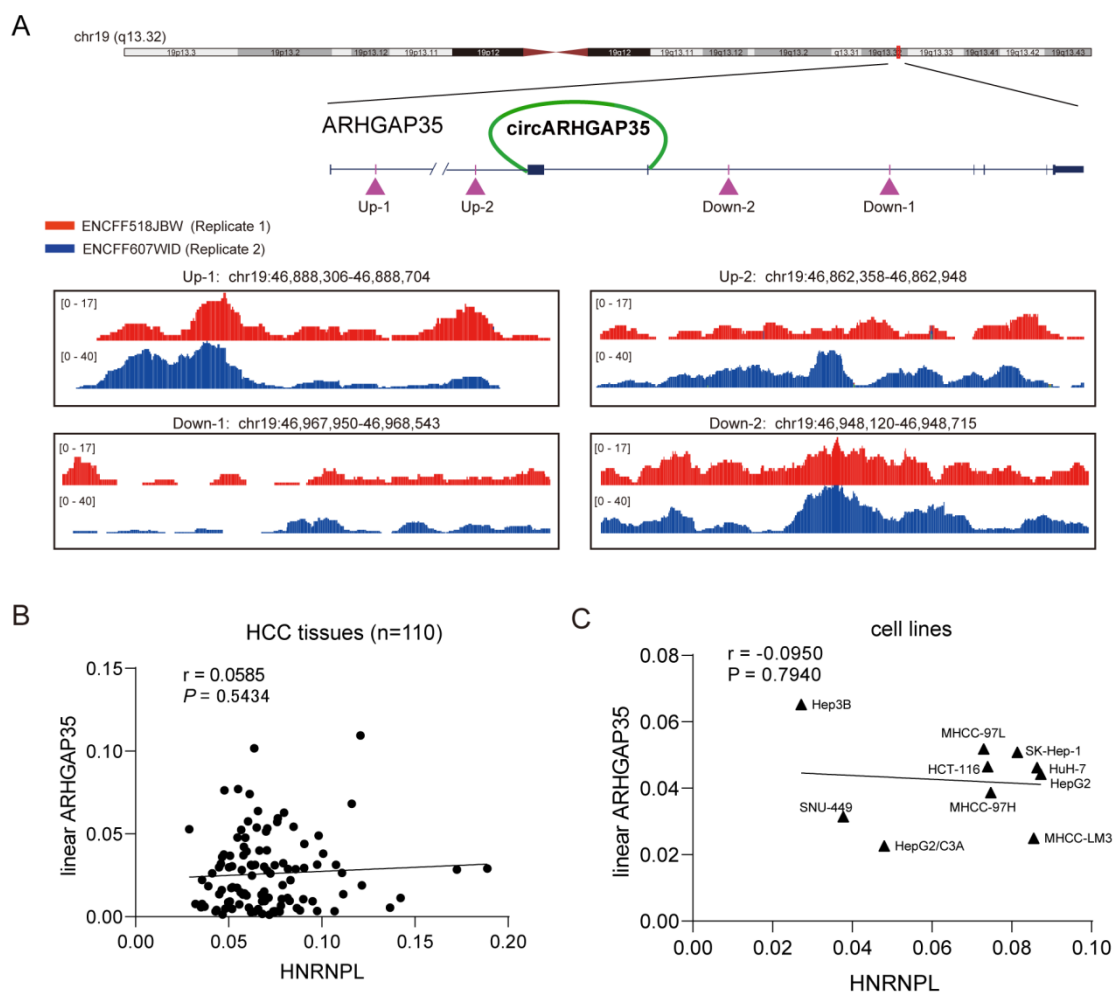 A
chr19 (q13.32)
19p13.3 19p13.2 19p13.12 19p13.11 19p12 19q12 19q13.11 19q13.12 19q13.2 q13.31 19q13.32 19q13.33 19q13.41 19q13.42 19q13.43
ARHGAP35
circARHGAP35
Up-1 Up-2 Down-2 Down-1
ENCFF518JBW (Replicate 1)
ENCFF607WID (Replicate 2)
Up-1: chr19:46,888,306-46,888,704
[0 - 17]
[0 - 40]
Up-2: chr19:46,862,358-46,862,948
[0 - 17]
[0 - 40]
Down-1: chr19:46,967,950-46,968,543
[0 - 17]
[0 - 40]
Down-2: chr19:46,948,120-46,948,715
[0 - 17]
[0 - 40]
B
HCC tissues (n=110)
r = 0.0585
P = 0.5434
linear ARHGAP35
0.15
0.10
0.05
0.00
0.00 0.05 0.10 0.15 0.20
HNRNPL
C
cell lines
r = -0.0950
P = 0.7940
linear ARHGAP35
0.08
0.06
0.04
0.02
0.00
Hep3B
MHCC-97L
SK-Hep-1
HCT-116
HuH-7
HepG2
MHCC-97H
SNU-449
HepG2/C3A
MHCC-LM3
0.00 0.02 0.04 0.06 0.08 0.10
HNRNPL